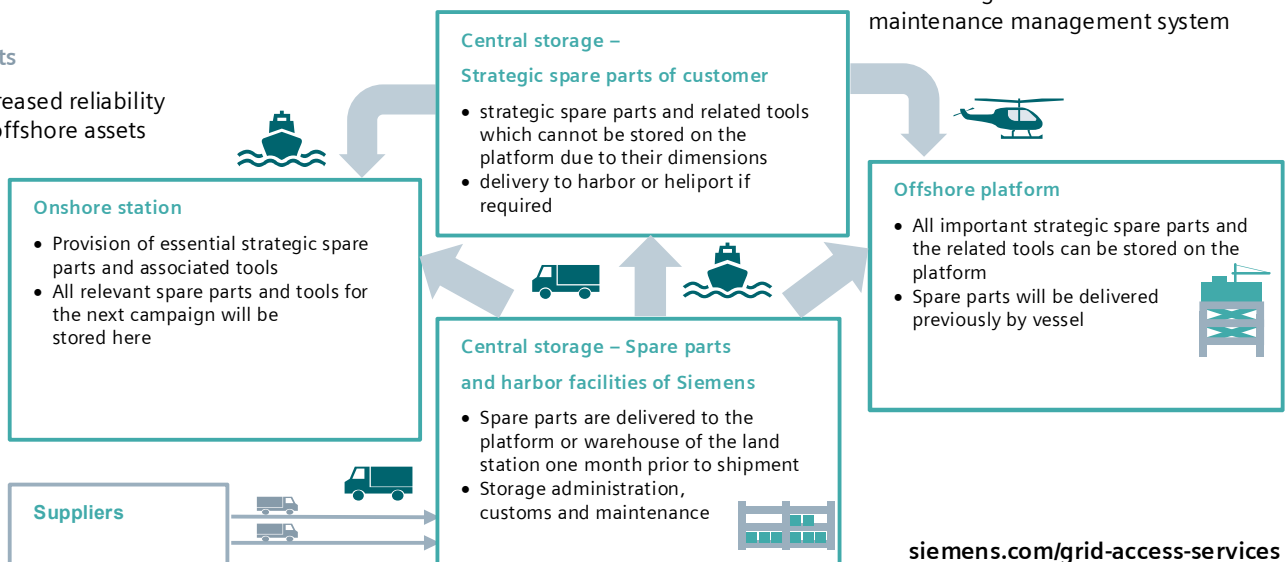 maintenance management system
reased reliability
offshore assets
Central storage –
Strategic spare parts of customer
• strategic spare parts and related tools
which cannot be stored on the
platform due to their dimensions
• delivery to harbor or heliport if
required
Onshore station
• Provision of essential strategic spare
parts and associated tools
• All relevant spare parts and tools for
the next campaign will be
stored here
Offshore platform
• All important strategic spare parts and
the related tools can be stored on the
platform
• Spare parts will be delivered
previously by vessel
Central storage – Spare parts
and harbor facilities of Siemens
• Spare parts are delivered to the
platform or warehouse of the land
station one month prior to shipment
• Storage administration,
customs and maintenance
Suppliers
siemens.com/grid-access-services